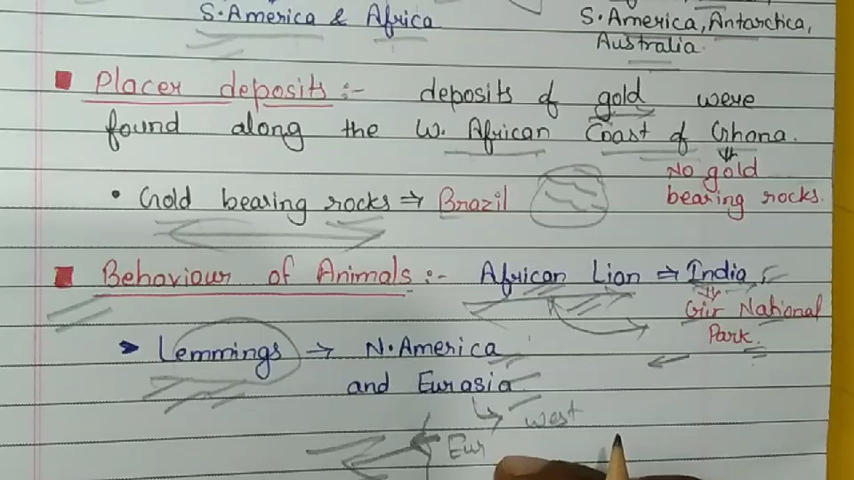 S. America & Africa
S. America, Antarctica,
Australia.
Placer deposits :- deposits of gold were
found along the W. African Coast of Ghana.
No gold
bearing rocks.
• Gold bearing rocks ⇒ Brazil
Behaviour of Animals :- African Lion ⇒ India,
Gir National
Park.
➤ Lemmings → N. America
and Eurasia
West
Eur